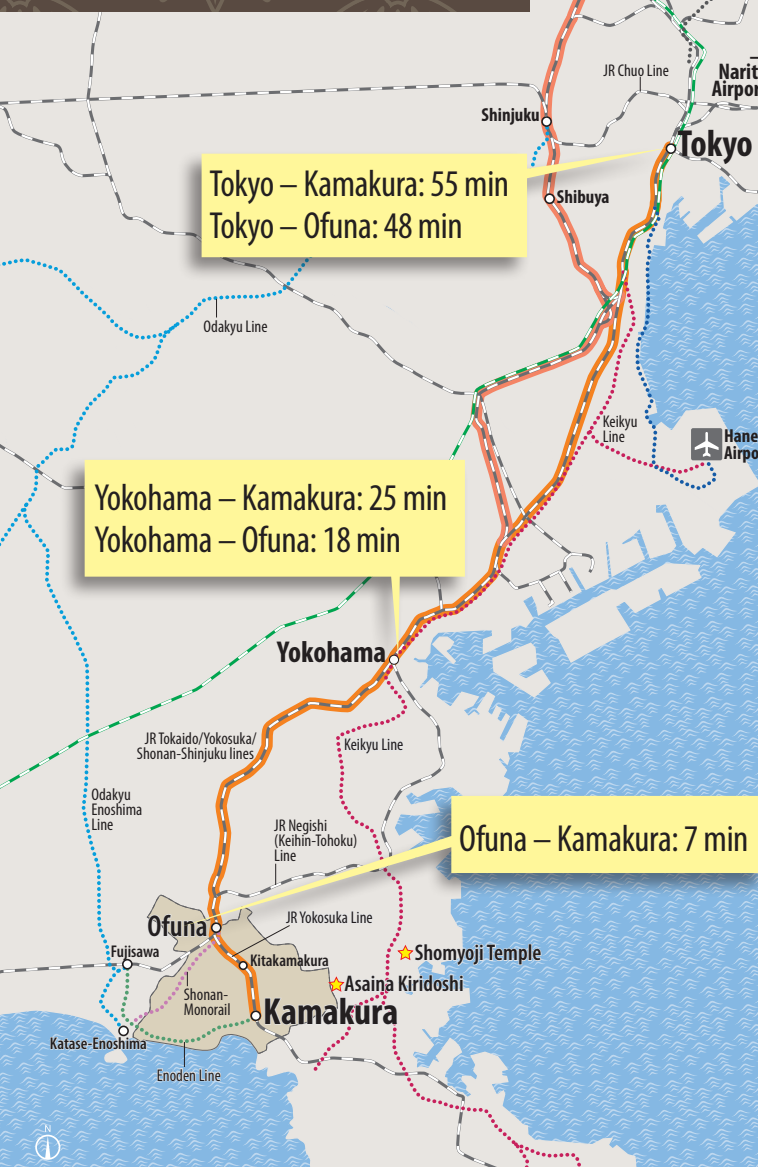 JR Chuo Line
Narit
Airpor
Shinjuku
Tokyo
Tokyo – Kamakura: 55 min
Tokyo – Ofuna: 48 min
Shibuya
Odakyu Line
Keikyu
Line
Hane
Airpo
Yokohama – Kamakura: 25 min
Yokohama – Ofuna: 18 min
Yokohama
JR Tokaido/Yokosuka/
Shonan-Shinjuku lines
Keikyu Line
Odakyu
Enoshima
Line
JR Negishi
(Keihin-Tohoku)
Line
Ofuna – Kamakura: 7 min
Ofuna
JR Yokosuka Line
Fujisawa
Kitakamakura
Shomyoji Temple
Asaina Kiridoshi
Shonan-
Monorail
Kamakura
Katase-Enoshima
Enoden Line
N